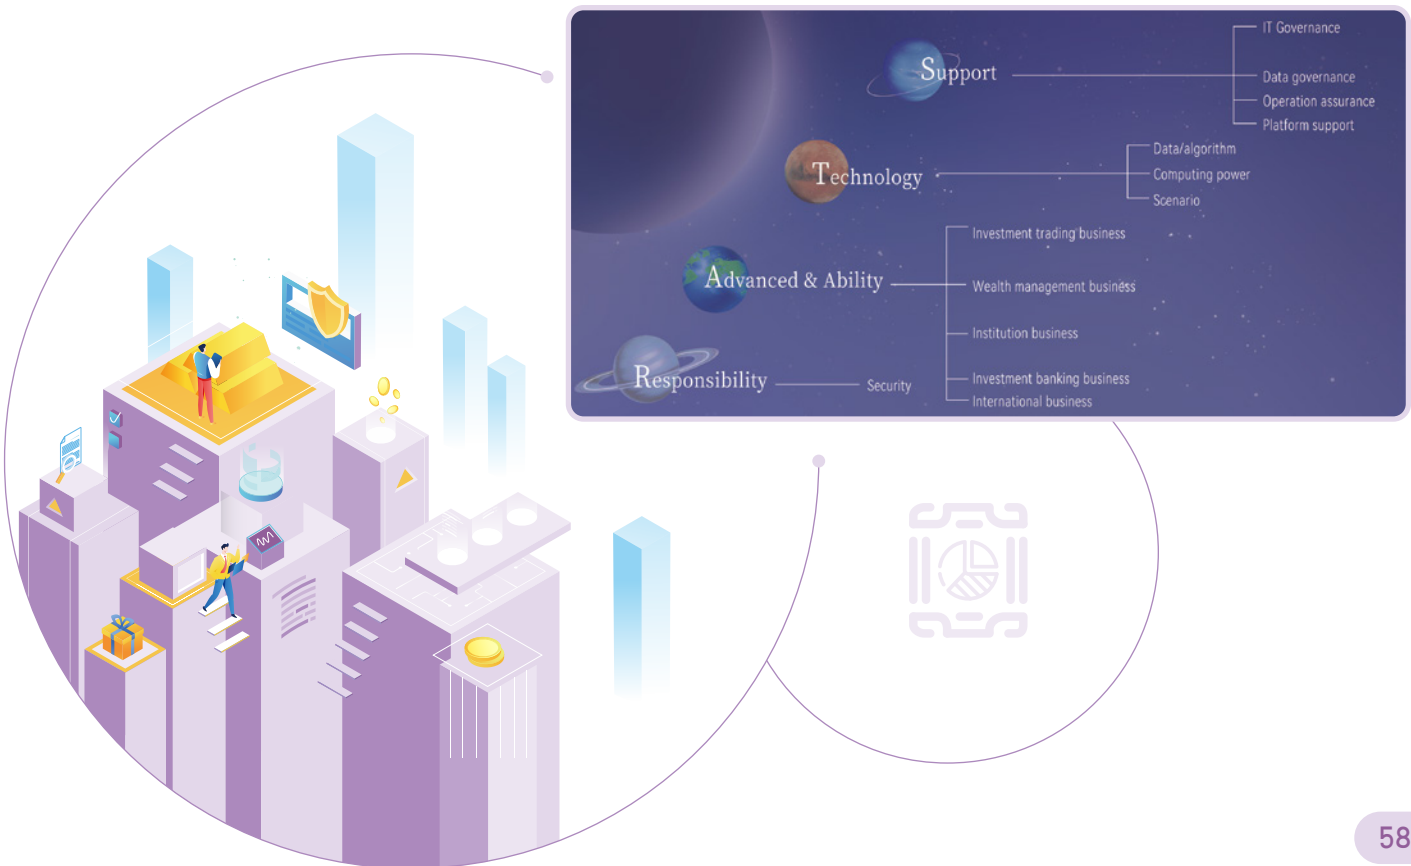 Support
IT Governance
Data governance
Operation assurance
Platform support
Technology
Data/algorithm
Computing power
Scenario
Advanced & Ability
Investment trading business
Wealth management business
Institution business
Investment banking business
International business
Responsibility
Security
58